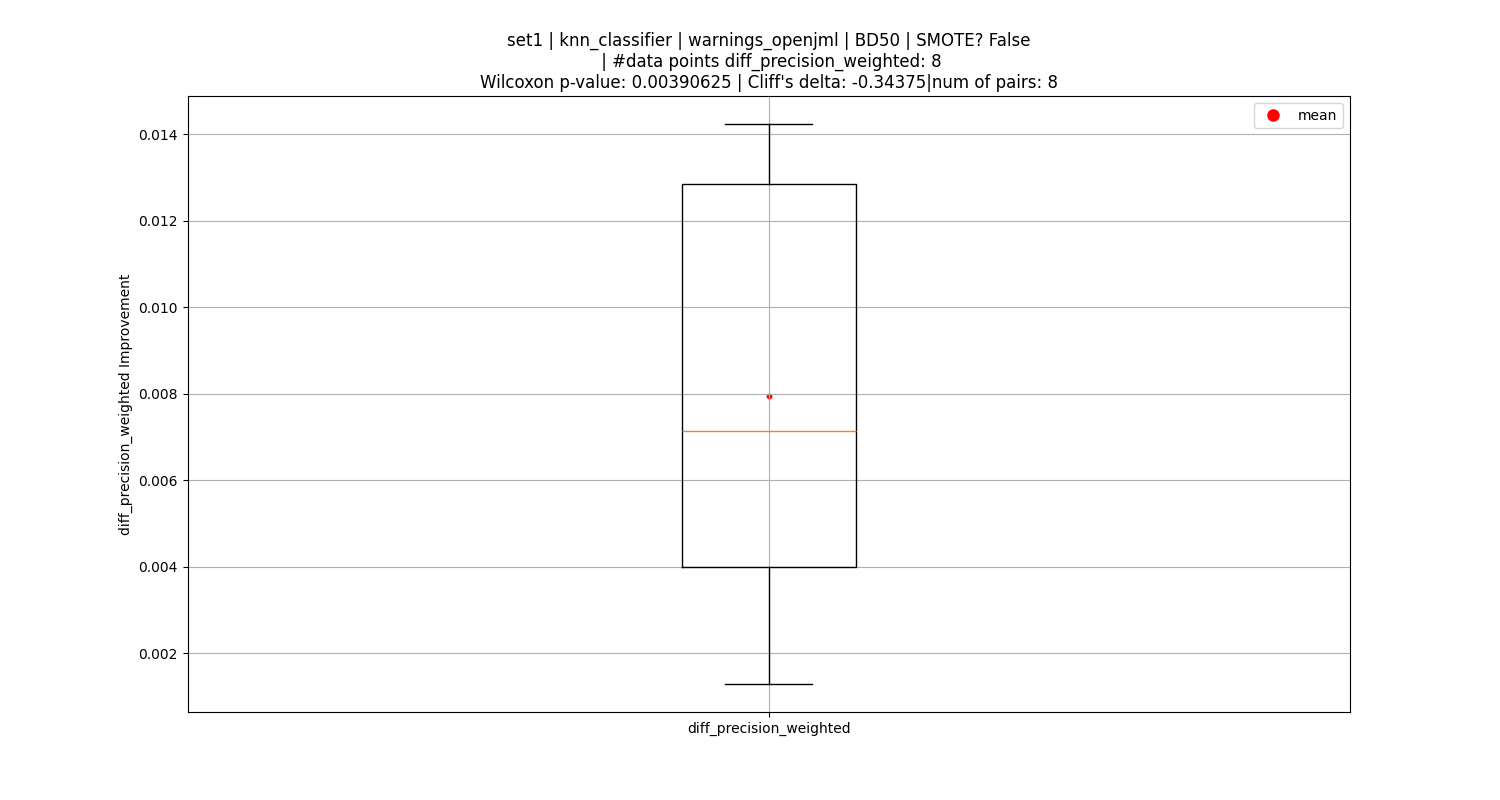 set1 | knn_classifier | warnings_openjml | BD50 | SMOTE? False
| #data points diff_precision_weighted: 8
Wilcoxon p-value: 0.00390625 | Cliff's delta: -0.34375|num of pairs: 8
mean
0.014
0.012
0.010
0.008
0.006
0.004
0.002
diff_precision_weighted Improvement
diff_precision_weighted